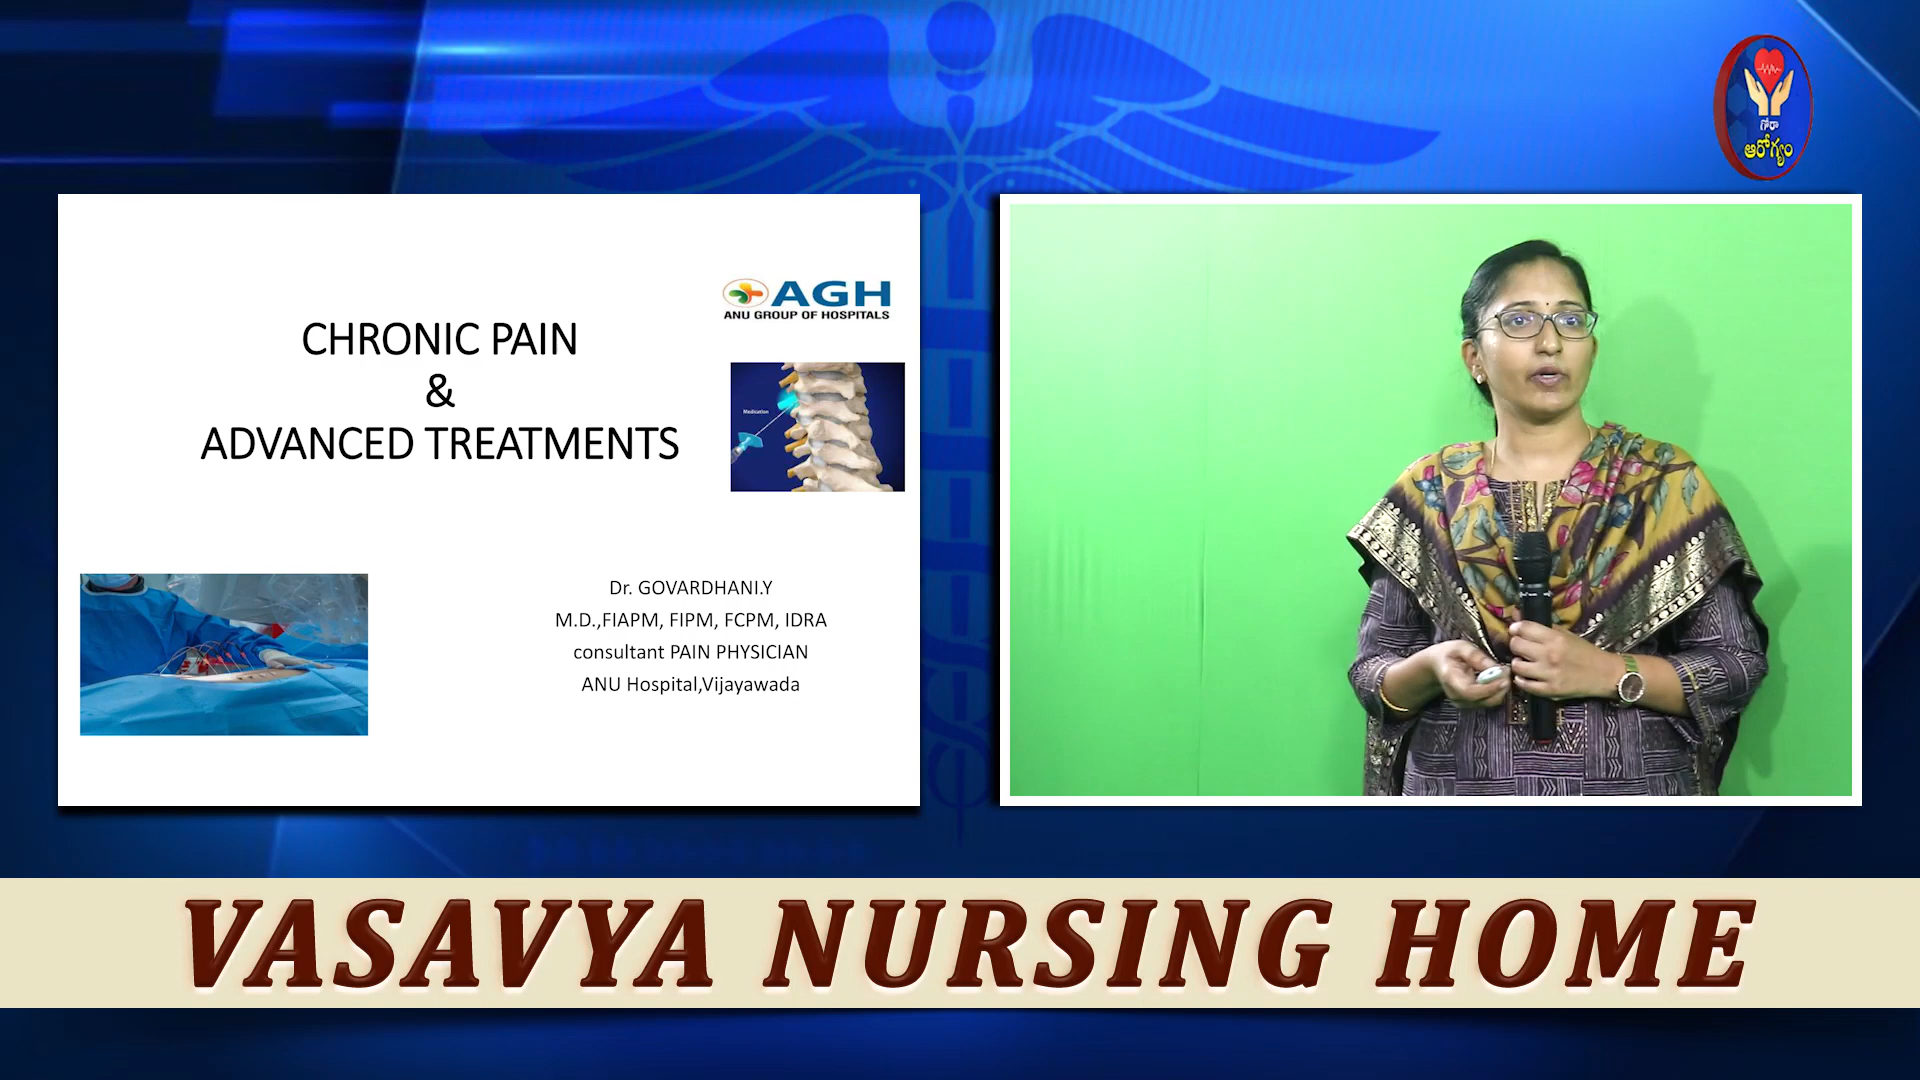 గోరా
ఆరోగ్యం
AGH
ANU GROUP OF HOSPITALS
CHRONIC PAIN
&
ADVANCED TREATMENTS
Medication
Dr. GOVARDHANI.Y
M.D.,FIAPM, FIPM, FCPM, IDRA
consultant PAIN PHYSICIAN
ANU Hospital,Vijayawada
VASAVYA NURSING HOME